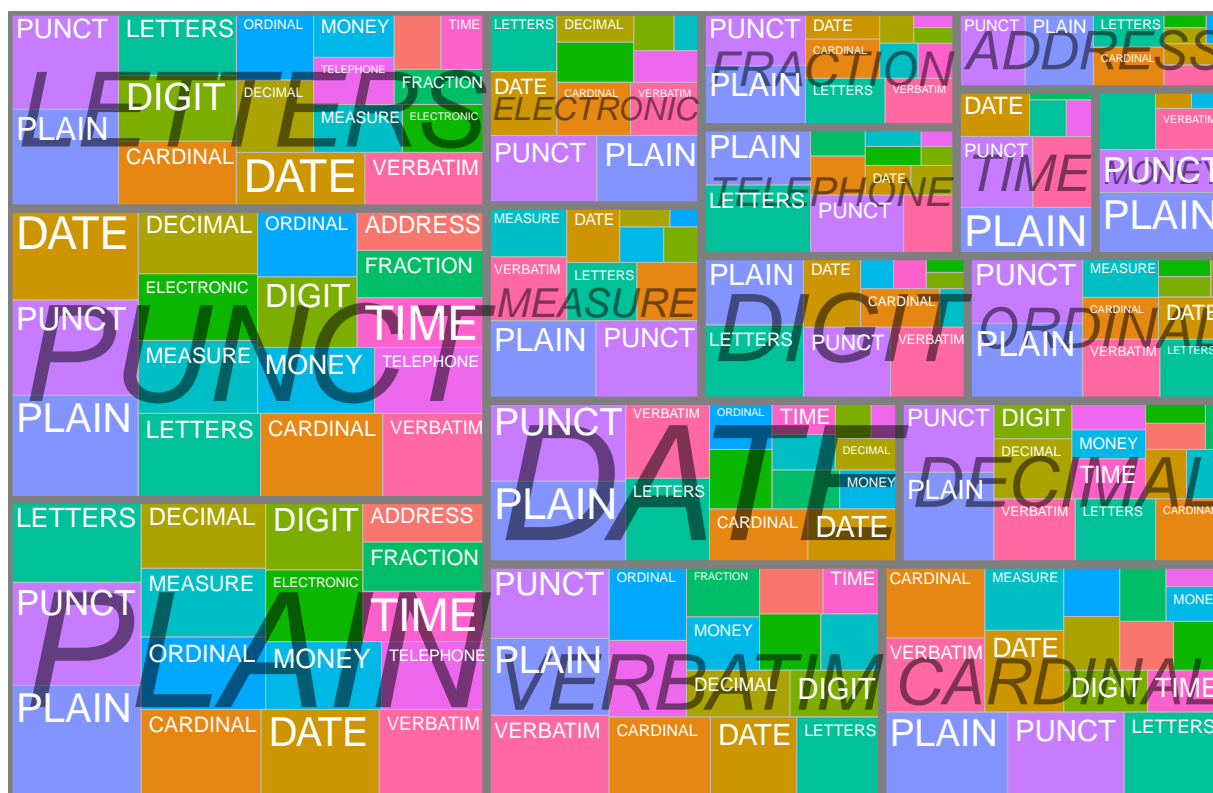 PUNCT LETTERS ORDINAL MONEY TIME
TELEPHONE
DIGIT DECIMAL FRACTION
PLAIN MEASURE ELECTRONIC
CARDINAL DATE VERBATIM
LETTERS
LETTERS DECIMAL
DATE CARDINAL VERBATIM
PUNCT PLAIN
ELECTRONIC
PUNCT DATE
CARDINAL
PLAIN LETTERS VERBATIM
FRACTION
PUNCT PLAIN LETTERS
CARDINAL VERBATIM
ADDRESS
PLAIN
DATE
LETTERS PUNCT
TELEPHONE
DATE
PUNCT
PLAIN
TIME
VERBATIM
PUNCT
PLAIN
MONEY
DATE DECIMAL ORDINAL ADDRESS
FRACTION
ELECTRONIC DIGIT
PUNCT TIME
MEASURE MONEY TELEPHONE
PLAIN LETTERS CARDINAL VERBATIM
PUNCT
MEASURE DATE
VERBATIM LETTERS
PLAIN PUNCT
MEASURE
PLAIN DATE
CARDINAL
LETTERS PUNCT VERBATIM
DIGIT
PUNCT MEASURE
CARDINAL DATE
PLAIN VERBATIM LETTERS
ORDINAL
PUNCT VERBATIM ORDINAL TIME
DECIMAL
PLAIN LETTERS MONEY
CARDINAL DATE
DATE
PUNCT DIGIT
DECIMAL MONEY
PLAIN TIME
VERBATIM LETTERS CARDINAL
DECIMAL
LETTERS DECIMAL DIGIT ADDRESS
FRACTION
PUNCT MEASURE ELECTRONIC TIME
ORDINAL MONEY TELEPHONE
PLAIN CARDINAL DATE VERBATIM
PLAIN
PUNCT ORDINAL FRACTION TIME
MONEY
PLAIN DECIMAL DIGIT
VERBATIM CARDINAL DATE LETTERS
VERBATIM
CARDINAL MEASURE
MONE
VERBATIM DATE
DIGIT TIME
PLAIN PUNCT LETTERS
CARDINAL